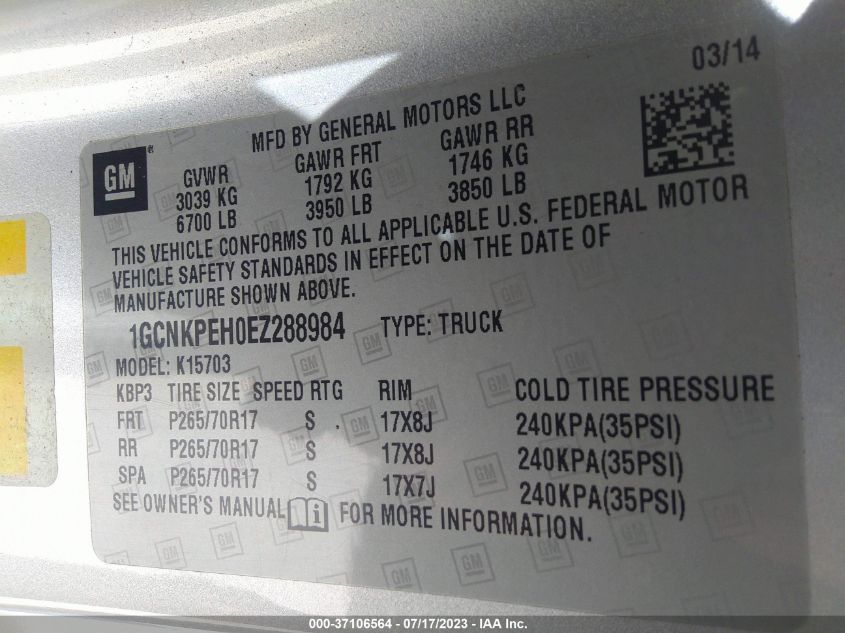 03/14
MFD BY GENERAL MOTORS LLC
GM
GVWR GAWR FRT GAWR RR
3039 KG 1792 KG 1746 KG
6700 LB 3950 LB 3850 LB
THIS VEHICLE CONFORMS TO ALL APPLICABLE U.S. FEDERAL MOTOR
VEHICLE SAFETY STANDARDS IN EFFECT ON THE DATE OF
MANUFACTURE SHOWN ABOVE.
1GCNKPEH0EZ288984 TYPE: TRUCK
MODEL: K15703
KBP3 TIRE SIZE SPEED RTG RIM COLD TIRE PRESSURE
FRT P265/70R17 S 17X8J 240KPA(35PSI)
RR P265/70R17 S 17X8J 240KPA(35PSI)
SPA P265/70R17 S 17X7J 240KPA(35PSI)
SEE OWNER'S MANUAL i FOR MORE INFORMATION.
000-37106564 - 07/17/2023 - IAA Inc.